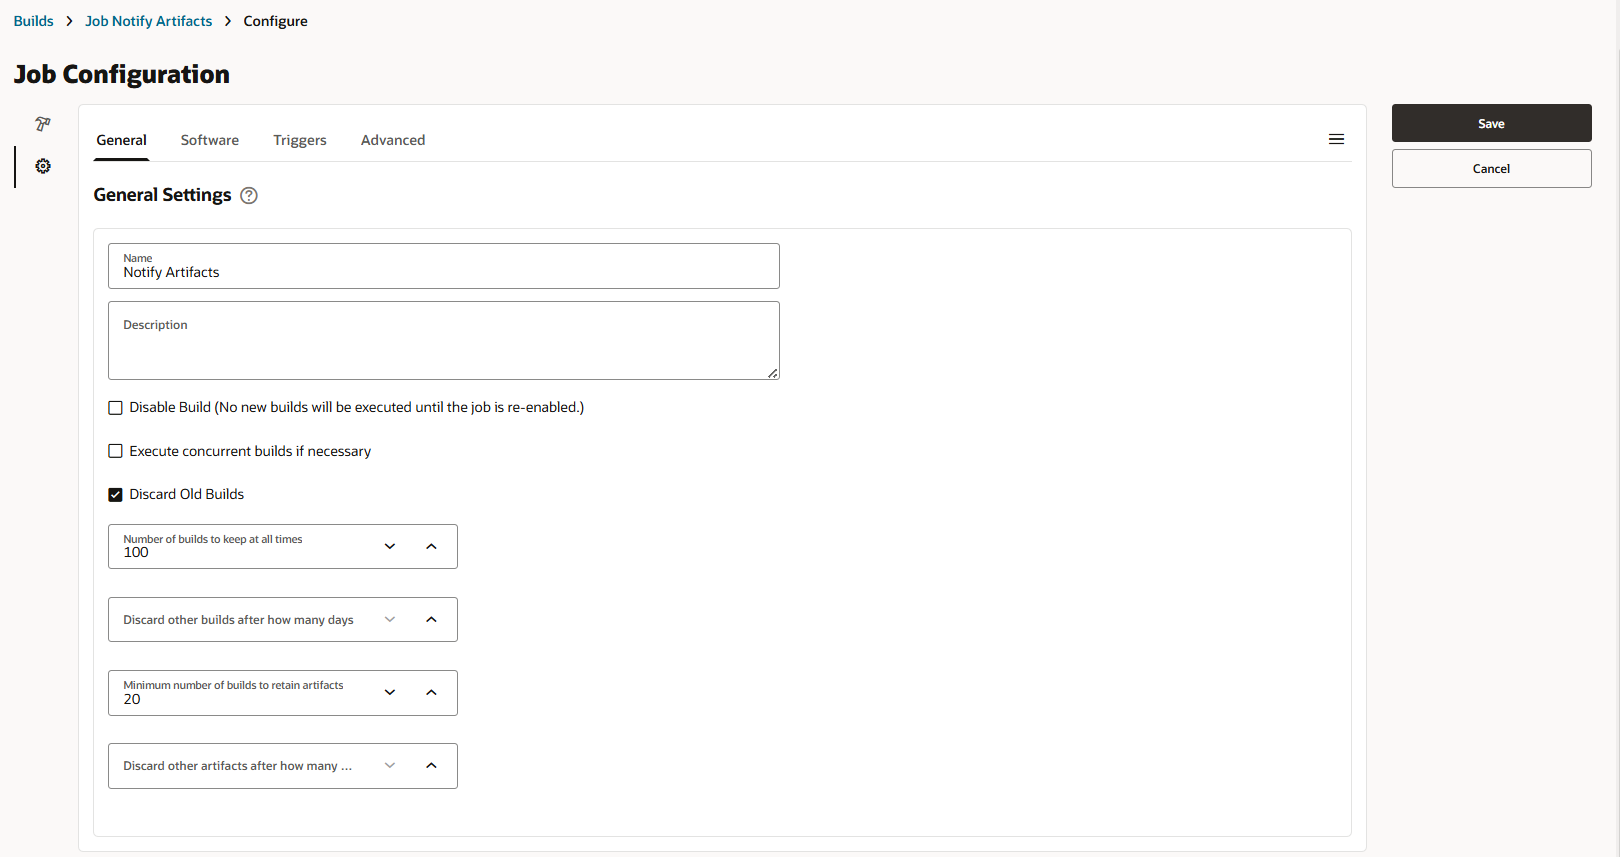 Builds > Job Notify Artifacts > Configure
Job Configuration
General Software Triggers Advanced
Save
Cancel
General Settings ?
Name
Notify Artifacts
Description
Disable Build (No new builds will be executed until the job is re-enabled.)
Execute concurrent builds if necessary
Discard Old Builds
Number of builds to keep at all times
100
Discard other builds after how many days
Minimum number of builds to retain artifacts
20
Discard other artifacts after how many ...